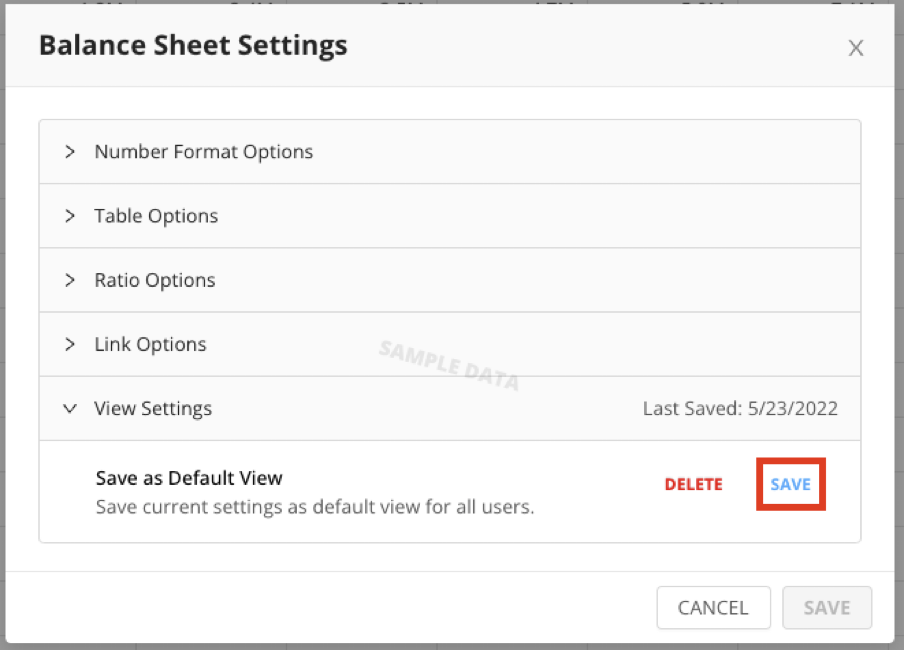 Balance Sheet Settings
X
Number Format Options
Table Options
Ratio Options
Link Options
SAMPLE DATA
View Settings
Last Saved: 5/23/2022
Save as Default View
DELETE
SAVE
Save current settings as default view for all users.
CANCEL
SAVE